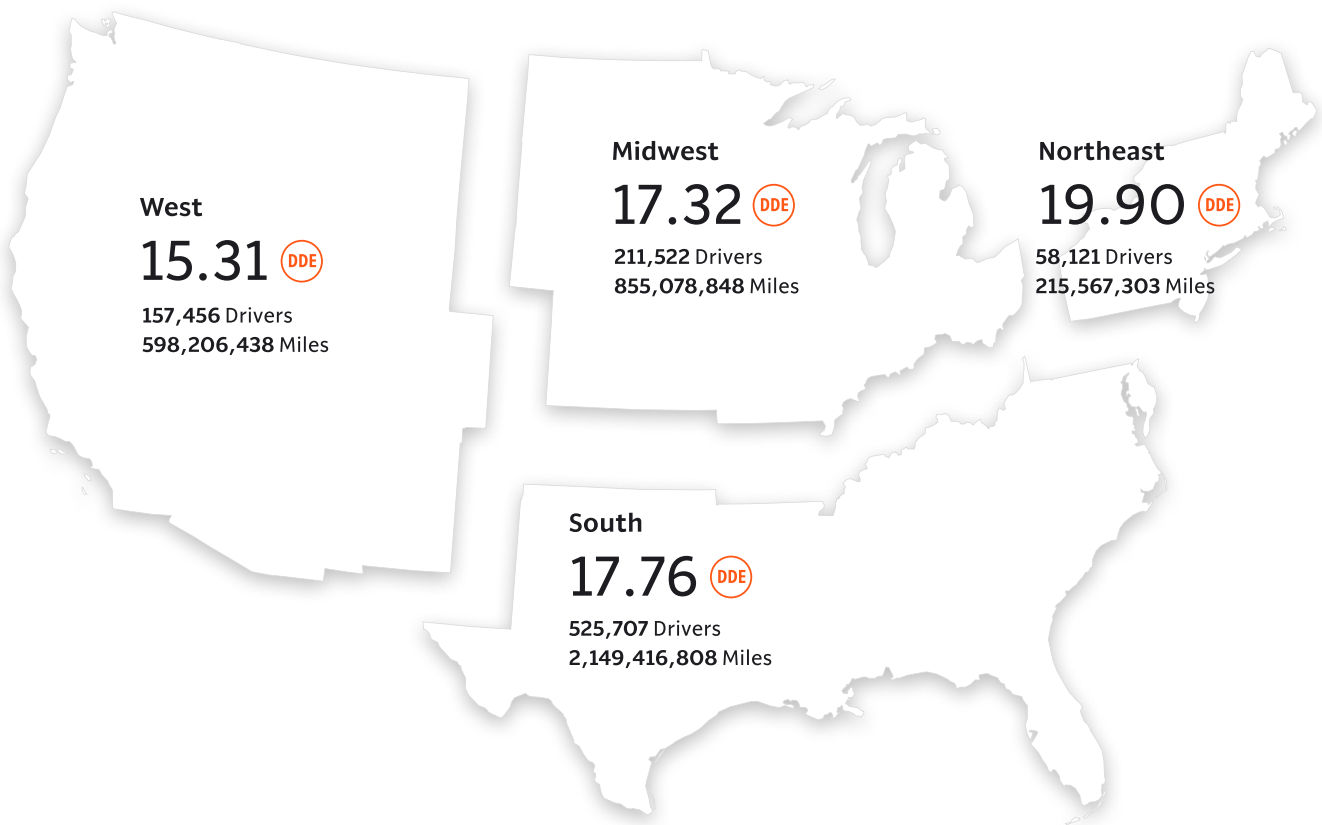 West
15.31 DDE
157,456 Drivers
598,206,438 Miles
Midwest
17.32 DDE
211,522 Drivers
855,078,848 Miles
Northeast
19.90 DDE
58,121 Drivers
215,567,303 Miles
South
17.76 DDE
525,707 Drivers
2,149,416,808 Miles